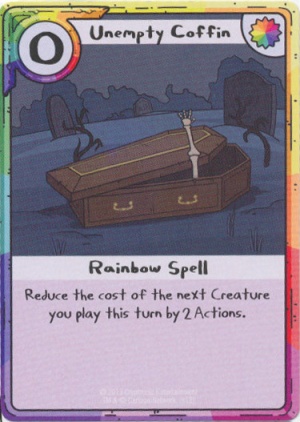 0
Unempty Coffin
Rainbow Spell
Reduce the cost of the next Creature
you play this turn by 2 Actions.